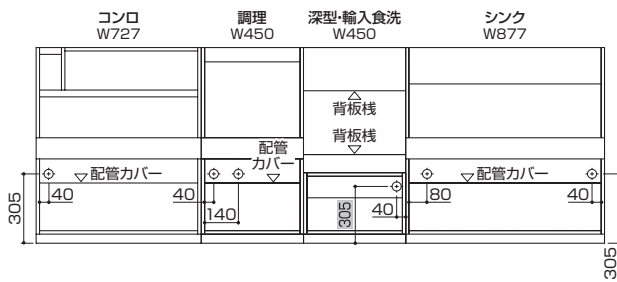 コンロ
W727
調理
W450
深型・輸入食洗
W450
シンク
W877
背板桟
背板桟
配管
カバー
配管カバー
配管カバー
40
40
140
305
40
80
40
305
305